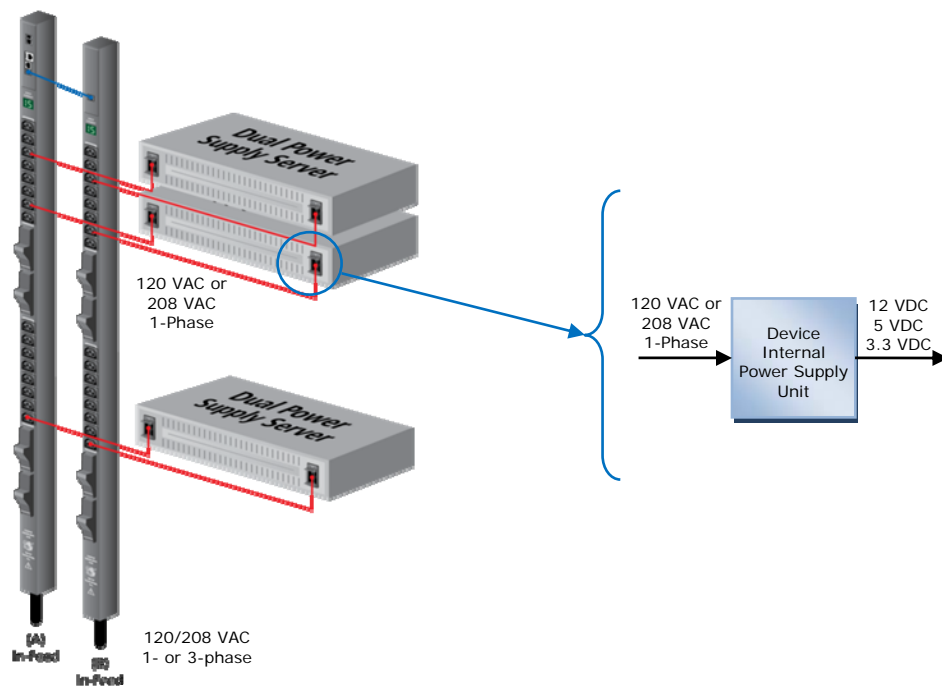 Dual Power
Supply Server
120 VAC or
208 VAC
1-Phase
120 VAC or
208 VAC
1-Phase
Device
Internal
Power Supply
Unit
12 VDC
5 VDC
3.3 VDC
Dual Power
Supply Server
(A)
In-Feed
(B)
In-Feed
120/208 VAC
1- or 3-phase